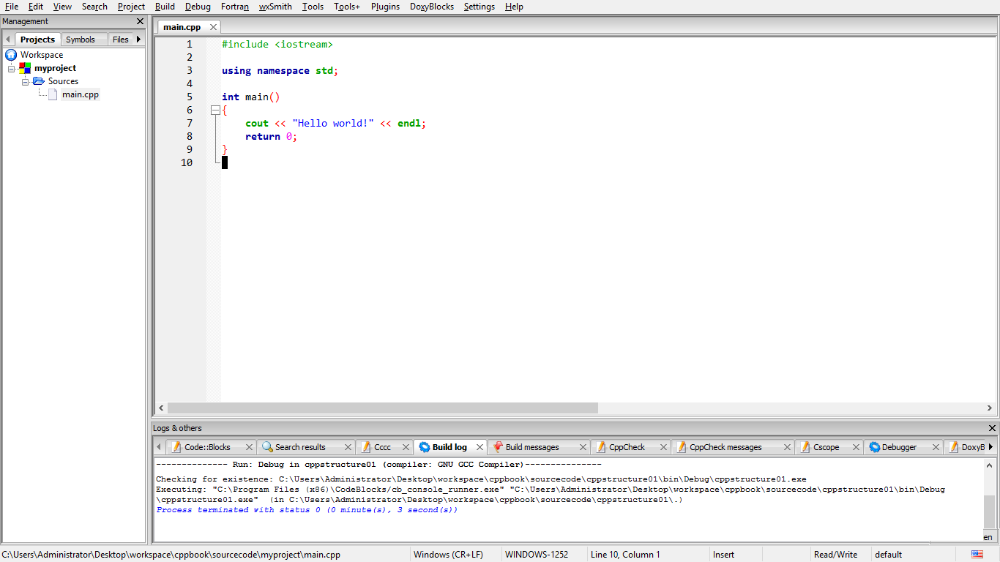 File Edit View Search Project Build Debug Fortran wxSmith Tools Tools+ Plugins DoxyBlocks Settings Help
Management
Projects Symbols Files
Workspace
myproject
Sources
main.cpp
main.cpp
1 #include <iostream>
2
3 using namespace std;
4
5 int main()
6 {
7 cout << "Hello world!" << endl;
8 return 0;
9 }
10
Logs & others
Code::Blocks Search results Cccc Build log Build messages CppCheck CppCheck messages Cscope Debugger DoxyB
-------------- Run: Debug in cppstructure01 (compiler: GNU GCC Compiler)---------------
Checking for existence: C:\Users\Administrator\Desktop\workspace\cppbook\sourcecode\cppstructure01\bin\Debug\cppstructure01.exe
Executing: "C:\Program Files (x86)\CodeBlocks/cb_console_runner.exe" "C:\Users\Administrator\Desktop\workspace\cppbook\sourcecode\cppstructure01\bin\Debug
\cppstructure01.exe"  (in C:\Users\Administrator\Desktop\workspace\cppbook\sourcecode\cppstructure01\.)
Process terminated with status 0 (0 minute(s), 3 second(s))
en
C:\Users\Administrator\Desktop\workspace\cppbook\sourcecode\myproject\main.cpp Windows (CR+LF) WINDOWS-1252 Line 10, Column 1 Insert Read/Write default